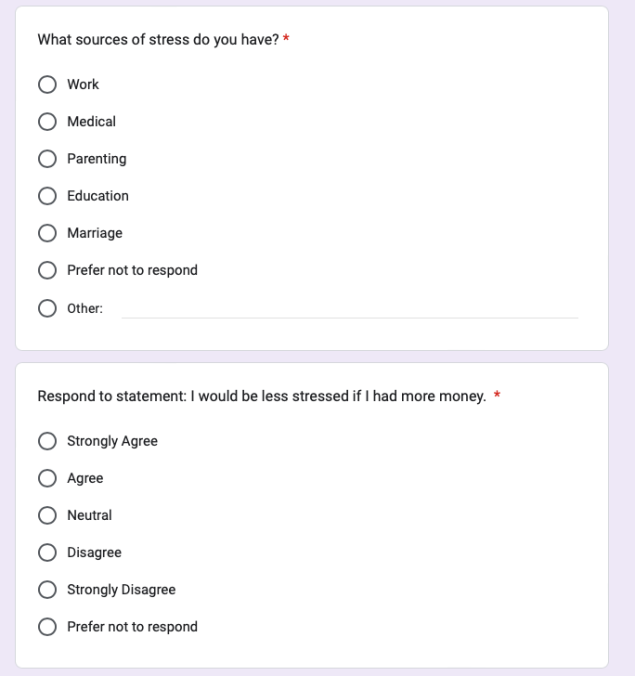 What sources of stress do you have? *
Work
Medical
Parenting
Education
Marriage
Prefer not to respond
Other:
Respond to statement: I would be less stressed if I had more money. *
Strongly Agree
Agree
Neutral
Disagree
Strongly Disagree
Prefer not to respond